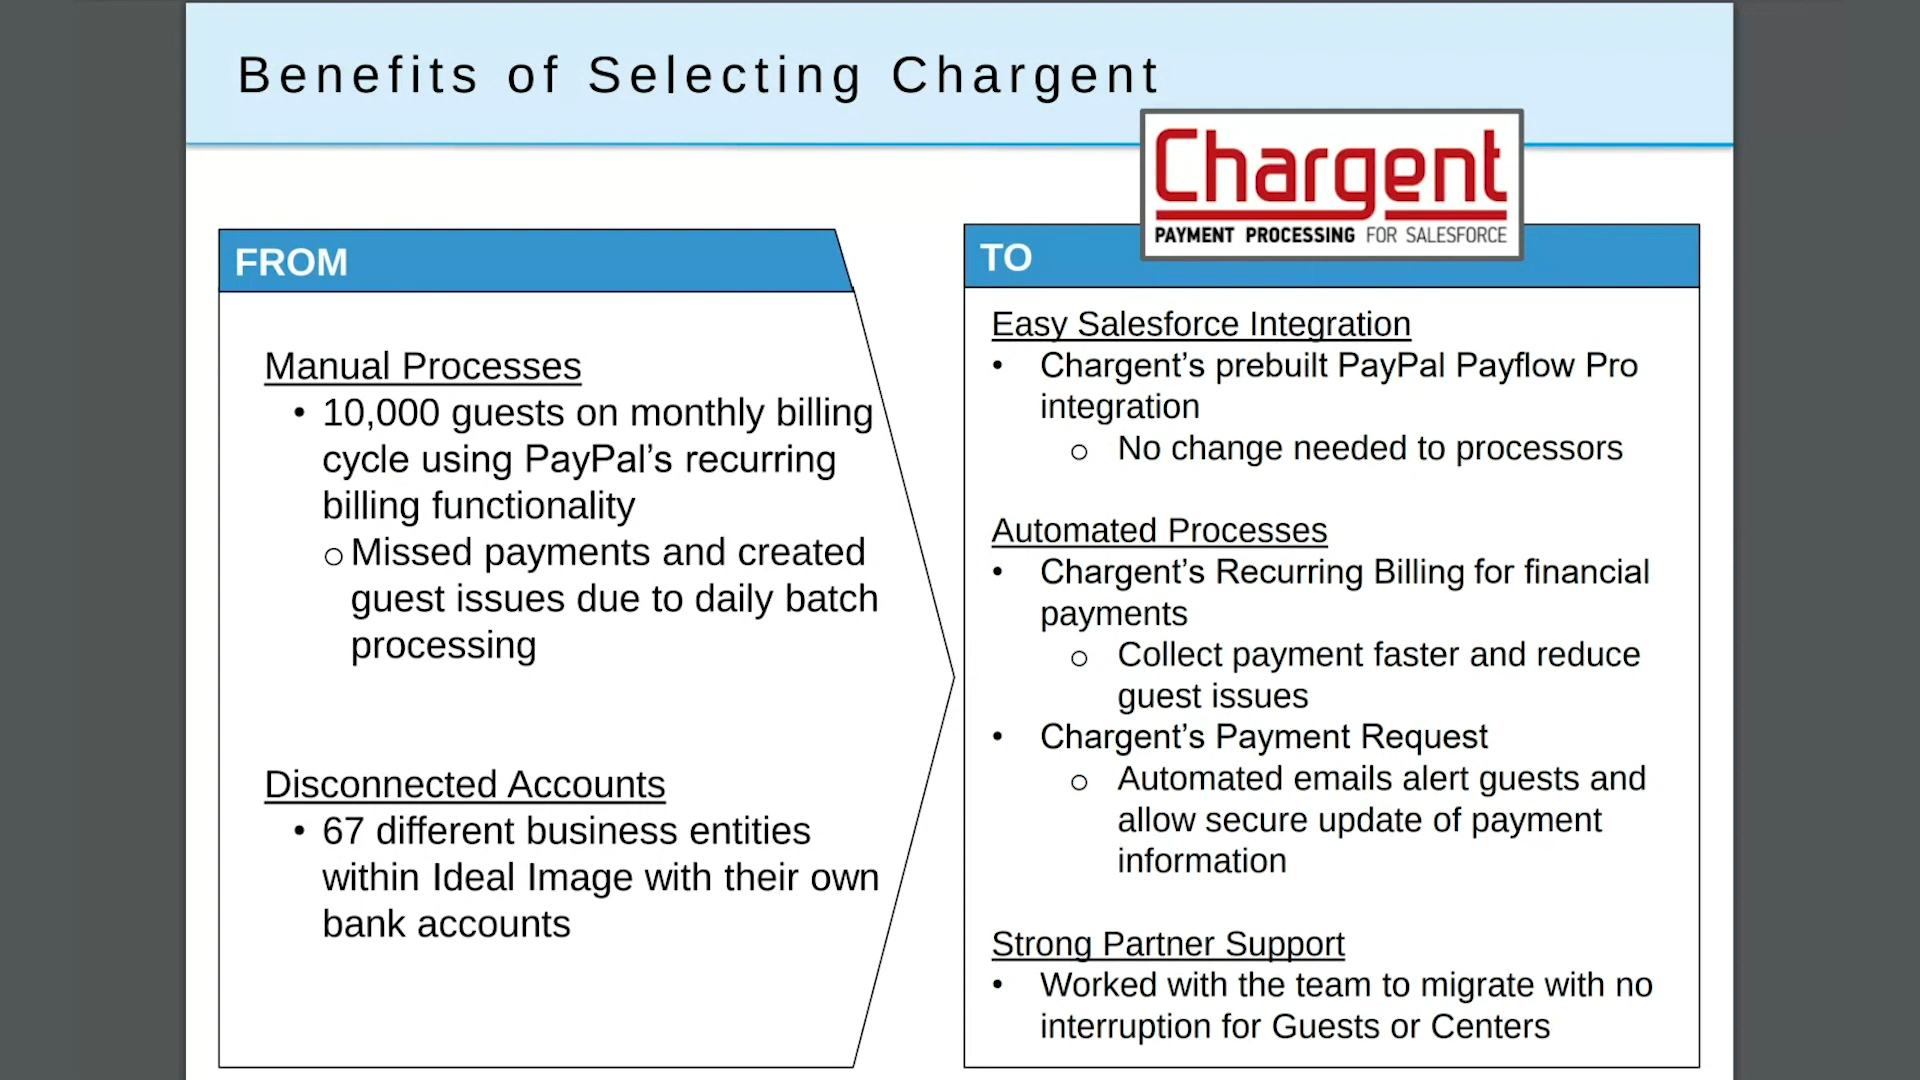 Benefits of Selecting Chargent
Chargent
PAYMENT PROCESSING FOR SALESFORCE
FROM
Manual Processes
• 10,000 guests on monthly billing
cycle using PayPal’s recurring
billing functionality
o Missed payments and created
guest issues due to daily batch
processing
Disconnected Accounts
• 67 different business entities
within Ideal Image with their own
bank accounts
TO
Easy Salesforce Integration
• Chargent’s prebuilt PayPal Payflow Pro
integration
o No change needed to processors
Automated Processes
• Chargent’s Recurring Billing for financial
payments
o Collect payment faster and reduce
guest issues
• Chargent’s Payment Request
o Automated emails alert guests and
allow secure update of payment
information
Strong Partner Support
• Worked with the team to migrate with no
interruption for Guests or Centers